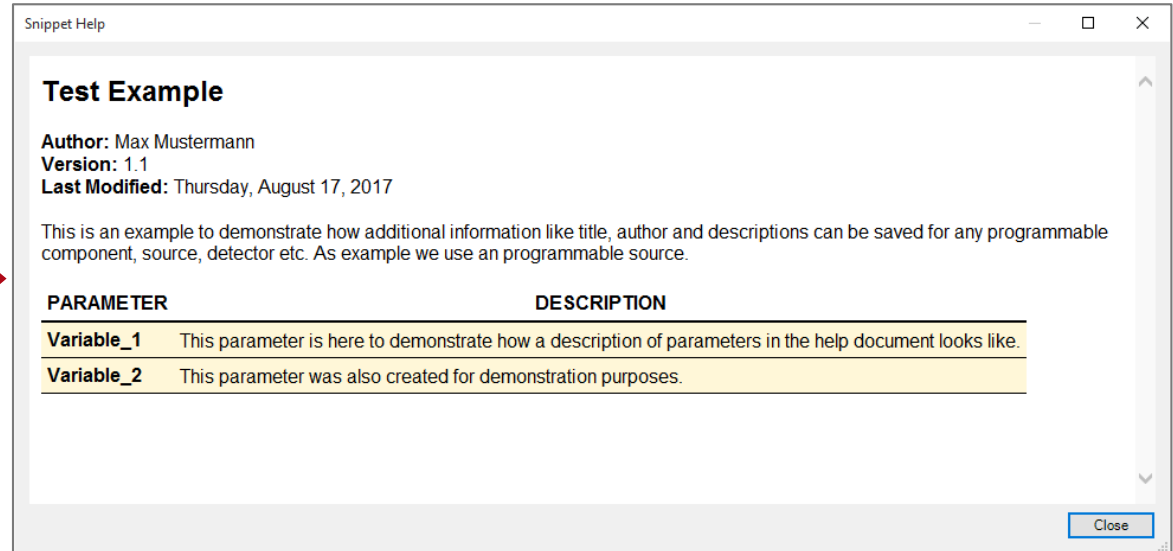 Snippet Help
Test Example
Author: Max Mustermann
Version: 1.1
Last Modified: Thursday, August 17, 2017
This is an example to demonstrate how additional information like title, author and descriptions can be saved for any programmable
component, source, detector etc. As example we use an programmable source.
PARAMETER DESCRIPTION
Variable_1 This parameter is here to demonstrate how a description of parameters in the help document looks like.
Variable_2 This parameter was also created for demonstration purposes.
Close